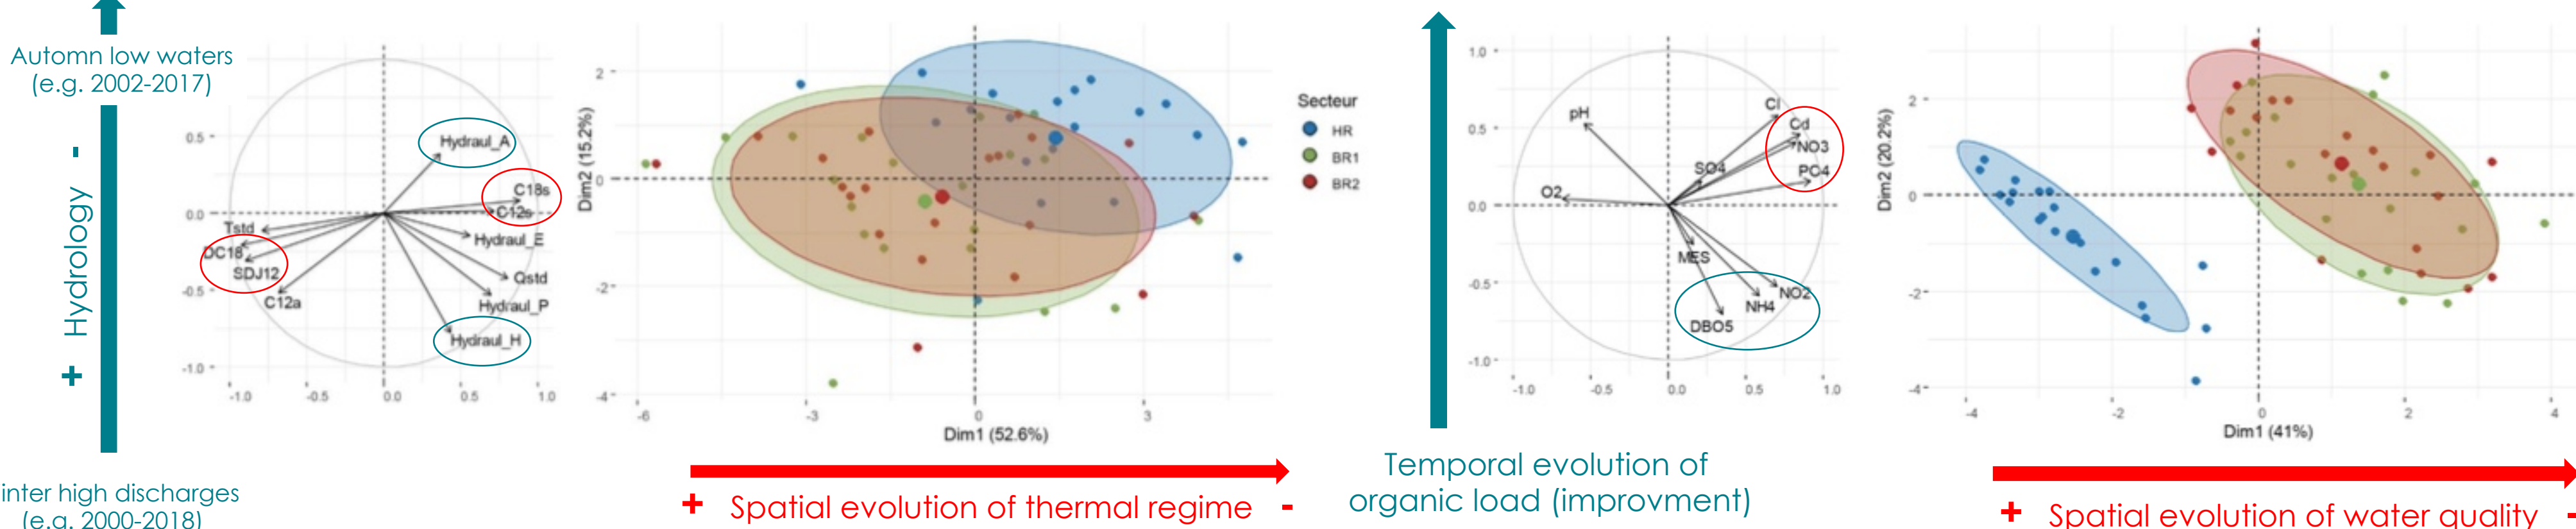 Automn low waters
(e.g. 2002-2017)
+ Hydrology -
inter high discharges
(e.g. 2000-2018)
0.5
0.0
-0.5
-1.0
-1.0
-0.5
0.0
0.5
1.0
Hydraul_A
C18s
C12s
Hydraul_E
Qstd
Hydraul_P
Hydraul_H
Tstd
DC18
SDJ12
C12a
Dim2 (15.2%)
2
0
-2
-4
-6
-3
0
3
Dim1 (52.6%)
+ Spatial evolution of thermal regime -
Secteur
HR
BR1
BR2
Temporal evolution of
organic load (improvment)
1.0
0.5
0.0
-0.5
-1.0
-1.0
-0.5
0.0
0.5
1.0
pH
Cl
Cd
NO3
SO4
PO4
O2
MES
NO2
NH4
DBO5
Dim2 (20.2%)
2
0
-2
-4
-4
-2
0
2
4
Dim1 (41%)
+ Spatial evolution of water quality -